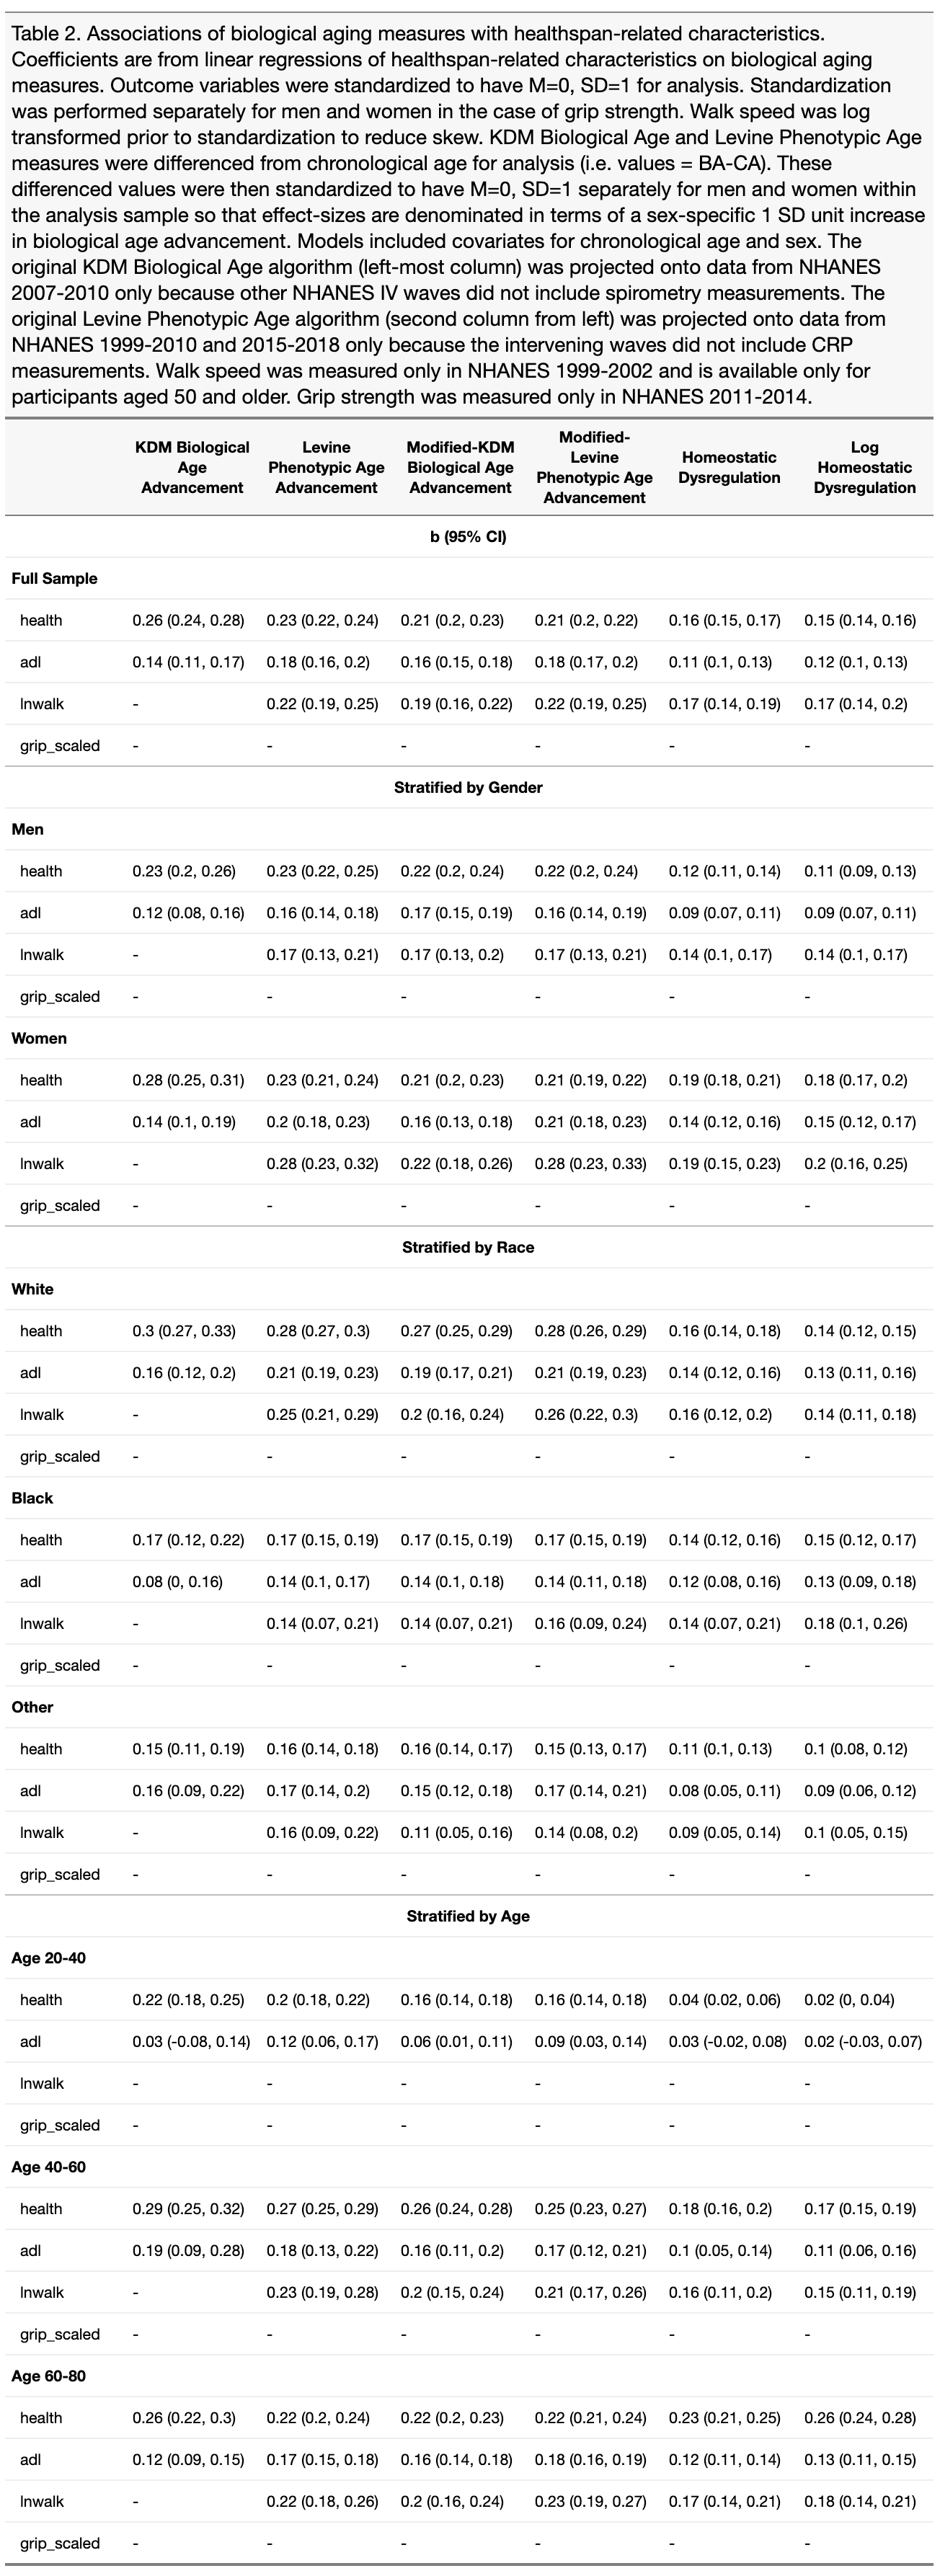 Table 2. Associations of biological aging measures with healthspan-related characteristics.
Coefficients are from linear regressions of healthspan-related characteristics on biological aging
measures. Outcome variables were standardized to have M=0, SD=1 for analysis. Standardization
was performed separately for men and women in the case of grip strength. Walk speed was log
transformed prior to standardization to reduce skew. KDM Biological Age and Levine Phenotypic Age
measures were differenced from chronological age for analysis (i.e. values = BA-CA). These
differenced values were then standardized to have M=0, SD=1 separately for men and women within
the analysis sample so that effect-sizes are denominated in terms of a sex-specific 1 SD unit increase
in biological age advancement. Models included covariates for chronological age and sex. The
original KDM Biological Age algorithm (left-most column) was projected onto data from NHANES
2007-2010 only because other NHANES IV waves did not include spirometry measurements. The
original Levine Phenotypic Age algorithm (second column from left) was projected onto data from
NHANES 1999-2010 and 2015-2018 only because the intervening waves did not include CRP
measurements. Walk speed was measured only in NHANES 1999-2002 and is available only for
participants aged 50 and older. Grip strength was measured only in NHANES 2011-2014.
KDM Biological Age Advancement Levine Phenotypic Age Advancement Modified-KDM Biological Age Advancement Modified-Levine Phenotypic Age Advancement Homeostatic Dysregulation Log Homeostatic Dysregulation
b (95% CI)
Full Sample
health 0.26 (0.24, 0.28) 0.23 (0.22, 0.24) 0.21 (0.2, 0.23) 0.21 (0.2, 0.22) 0.16 (0.15, 0.17) 0.15 (0.14, 0.16)
adl 0.14 (0.11, 0.17) 0.18 (0.16, 0.2) 0.16 (0.15, 0.18) 0.18 (0.17, 0.2) 0.11 (0.1, 0.13) 0.12 (0.1, 0.13)
lnwalk - 0.22 (0.19, 0.25) 0.19 (0.16, 0.22) 0.22 (0.19, 0.25) 0.17 (0.14, 0.19) 0.17 (0.14, 0.2)
grip_scaled - - - - - -
Stratified by Gender
Men
health 0.23 (0.2, 0.26) 0.23 (0.22, 0.25) 0.22 (0.2, 0.24) 0.22 (0.2, 0.24) 0.12 (0.11, 0.14) 0.11 (0.09, 0.13)
adl 0.12 (0.08, 0.16) 0.16 (0.14, 0.18) 0.17 (0.15, 0.19) 0.16 (0.14, 0.19) 0.09 (0.07, 0.11) 0.09 (0.07, 0.11)
lnwalk - 0.17 (0.13, 0.21) 0.17 (0.13, 0.2) 0.17 (0.13, 0.21) 0.14 (0.1, 0.17) 0.14 (0.1, 0.17)
grip_scaled - - - - - -
Women
health 0.28 (0.25, 0.31) 0.23 (0.21, 0.24) 0.21 (0.2, 0.23) 0.21 (0.19, 0.22) 0.19 (0.18, 0.21) 0.18 (0.17, 0.2)
adl 0.14 (0.1, 0.19) 0.2 (0.18, 0.23) 0.16 (0.13, 0.18) 0.21 (0.18, 0.23) 0.14 (0.12, 0.16) 0.15 (0.12, 0.17)
lnwalk - 0.28 (0.23, 0.32) 0.22 (0.18, 0.26) 0.28 (0.23, 0.33) 0.19 (0.15, 0.23) 0.2 (0.16, 0.25)
grip_scaled - - - - - -
Stratified by Race
White
health 0.3 (0.27, 0.33) 0.28 (0.27, 0.3) 0.27 (0.25, 0.29) 0.28 (0.26, 0.29) 0.16 (0.14, 0.18) 0.14 (0.12, 0.15)
adl 0.16 (0.12, 0.2) 0.21 (0.19, 0.23) 0.19 (0.17, 0.21) 0.21 (0.19, 0.23) 0.14 (0.12, 0.16) 0.13 (0.11, 0.16)
lnwalk - 0.25 (0.21, 0.29) 0.2 (0.16, 0.24) 0.26 (0.22, 0.3) 0.16 (0.12, 0.2) 0.14 (0.11, 0.18)
grip_scaled - - - - - -
Black
health 0.17 (0.12, 0.22) 0.17 (0.15, 0.19) 0.17 (0.15, 0.19) 0.17 (0.15, 0.19) 0.14 (0.12, 0.16) 0.15 (0.12, 0.17)
adl 0.08 (0, 0.16) 0.14 (0.1, 0.17) 0.14 (0.1, 0.18) 0.14 (0.11, 0.18) 0.12 (0.08, 0.16) 0.13 (0.09, 0.18)
lnwalk - 0.14 (0.07, 0.21) 0.14 (0.07, 0.21) 0.16 (0.09, 0.24) 0.14 (0.07, 0.21) 0.18 (0.1, 0.26)
grip_scaled - - - - - -
Other
health 0.15 (0.11, 0.19) 0.16 (0.14, 0.18) 0.16 (0.14, 0.17) 0.15 (0.13, 0.17) 0.11 (0.1, 0.13) 0.1 (0.08, 0.12)
adl 0.16 (0.09, 0.22) 0.17 (0.14, 0.2) 0.15 (0.12, 0.18) 0.17 (0.14, 0.21) 0.08 (0.05, 0.11) 0.09 (0.06, 0.12)
lnwalk - 0.16 (0.09, 0.22) 0.11 (0.05, 0.16) 0.14 (0.08, 0.2) 0.09 (0.05, 0.14) 0.1 (0.05, 0.15)
grip_scaled - - - - - -
Stratified by Age
Age 20-40
health 0.22 (0.18, 0.25) 0.2 (0.18, 0.22) 0.16 (0.14, 0.18) 0.16 (0.14, 0.18) 0.04 (0.02, 0.06) 0.02 (0, 0.04)
adl 0.03 (-0.08, 0.14) 0.12 (0.06, 0.17) 0.06 (0.01, 0.11) 0.09 (0.03, 0.14) 0.03 (-0.02, 0.08) 0.02 (-0.03, 0.07)
lnwalk - - - - - -
grip_scaled - - - - - -
Age 40-60
health 0.29 (0.25, 0.32) 0.27 (0.25, 0.29) 0.26 (0.24, 0.28) 0.25 (0.23, 0.27) 0.18 (0.16, 0.2) 0.17 (0.15, 0.19)
adl 0.19 (0.09, 0.28) 0.18 (0.13, 0.22) 0.16 (0.11, 0.2) 0.17 (0.12, 0.21) 0.1 (0.05, 0.14) 0.11 (0.06, 0.16)
lnwalk - 0.23 (0.19, 0.28) 0.2 (0.15, 0.24) 0.21 (0.17, 0.26) 0.16 (0.11, 0.2) 0.15 (0.11, 0.19)
grip_scaled - - - - - -
Age 60-80
health 0.26 (0.22, 0.3) 0.22 (0.2, 0.24) 0.22 (0.2, 0.23) 0.22 (0.21, 0.24) 0.23 (0.21, 0.25) 0.26 (0.24, 0.28)
adl 0.12 (0.09, 0.15) 0.17 (0.15, 0.18) 0.16 (0.14, 0.18) 0.18 (0.16, 0.19) 0.12 (0.11, 0.14) 0.13 (0.11, 0.15)
lnwalk - 0.22 (0.18, 0.26) 0.2 (0.16, 0.24) 0.23 (0.19, 0.27) 0.17 (0.14, 0.21) 0.18 (0.14, 0.21)
grip_scaled - - - - - -